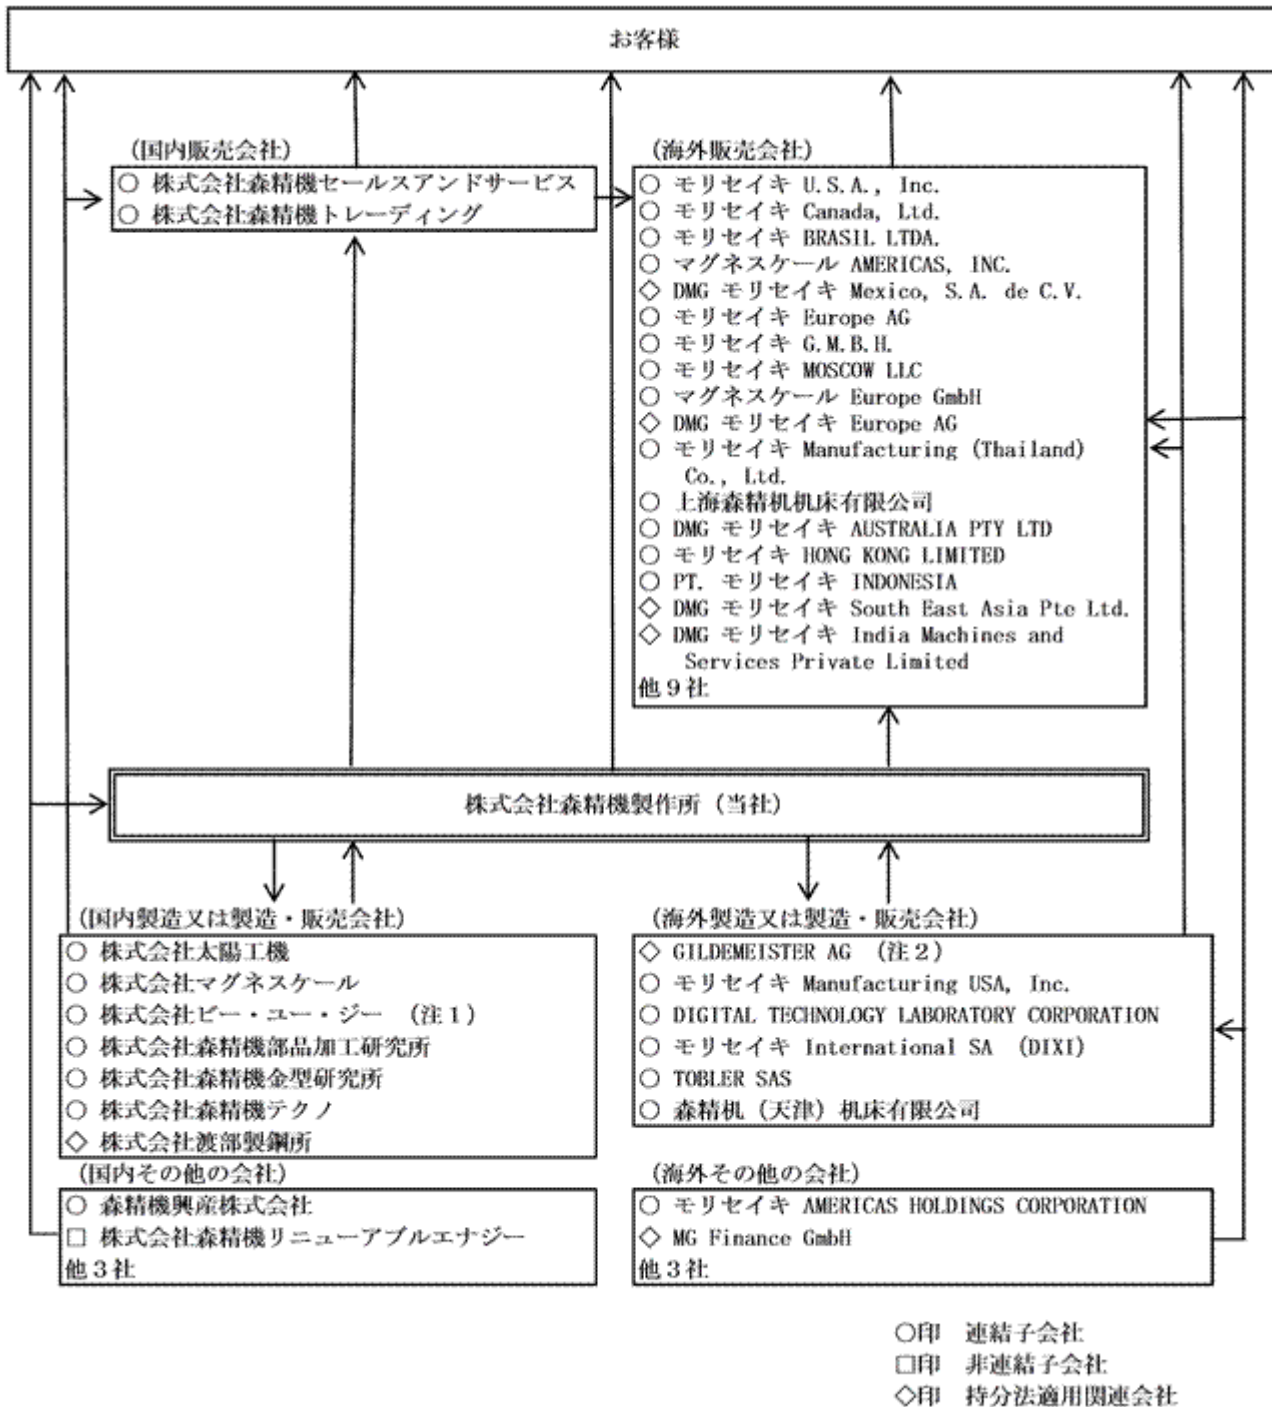 お客様
(国内販売会社)
○ 株式会社森精機セールスアンドサービス
○ 株式会社森精機トレーディング
(海外販売会社)
○ モリセイキ U.S.A., Inc.
○ モリセイキ Canada, Ltd.
○ モリセイキ BRASIL LTDA.
○ マグネスケール AMERICAS, INC.
◇ DMG モリセイキ Mexico, S.A. de C.V.
○ モリセイキ Europe AG
○ モリセイキ G.M.B.H.
○ モリセイキ MOSCOW LLC
○ マグネスケール Europe GmbH
◇ DMG モリセイキ Europe AG
○ モリセイキ Manufacturing (Thailand)
Co., Ltd.
○ 上海森精机机床有限公司
○ DMG モリセイキ AUSTRALIA PTY LTD
○ モリセイキ HONG KONG LIMITED
○ PT. モリセイキ INDONESIA
◇ DMG モリセイキ South East Asia Pte Ltd.
◇ DMG モリセイキ India Machines and
Services Private Limited
他9社
株式会社森精機製作所(当社)
(国内製造又は製造・販売会社)
○ 株式会社太陽工機
○ 株式会社マグネスケール
○ 株式会社ビー・ユー・ジー (注1)
○ 株式会社森精機部品加工研究所
○ 株式会社森精機金型研究所
○ 株式会社森精機テクノ
◇ 株式会社渡部製鋼所
(海外製造又は製造・販売会社)
◇ GILDEMEISTER AG (注2)
○ モリセイキ Manufacturing USA, Inc.
○ DIGITAL TECHNOLOGY LABORATORY CORPORATION
○ モリセイキ International SA (DIXI)
○ TOBLER SAS
○ 森精机(天津)机床有限公司
(国内その他の会社)
○ 森精機興産株式会社
□ 株式会社森精機リニューアブルエナジー
他3社
(海外その他の会社)
○ モリセイキ AMERICAS HOLDINGS CORPORATION
◇ MG Finance GmbH
他3社
○印 連結子会社
□印 非連結子会社
◇印 持分法適用関連会社